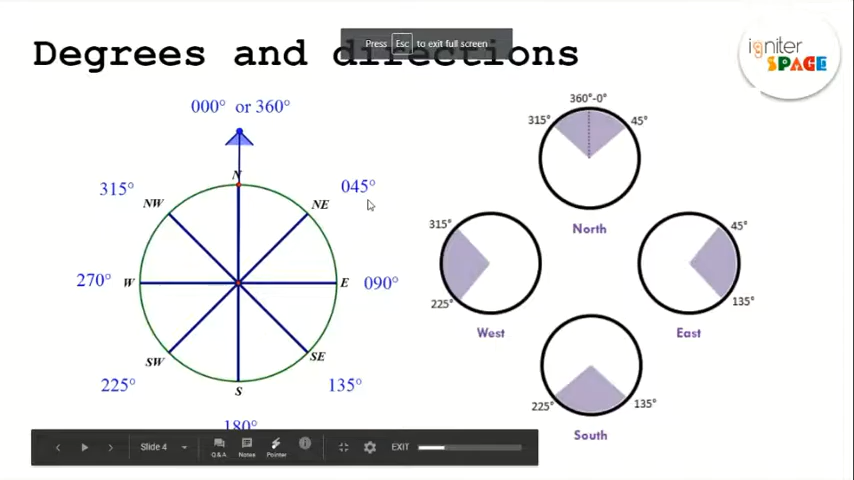 Degrees and directions
Press Esc to exit full screen
igniter
SPACE
000° or 360°
N
315°
NW
NE
045°
270°
W
E
090°
SW
SE
225°
135°
S
180°
360°-0°
315°
45°
North
315°
225°
West
45°
135°
East
225°
135°
South
Slide 4
Q&A
Notes
Pointer
EXIT